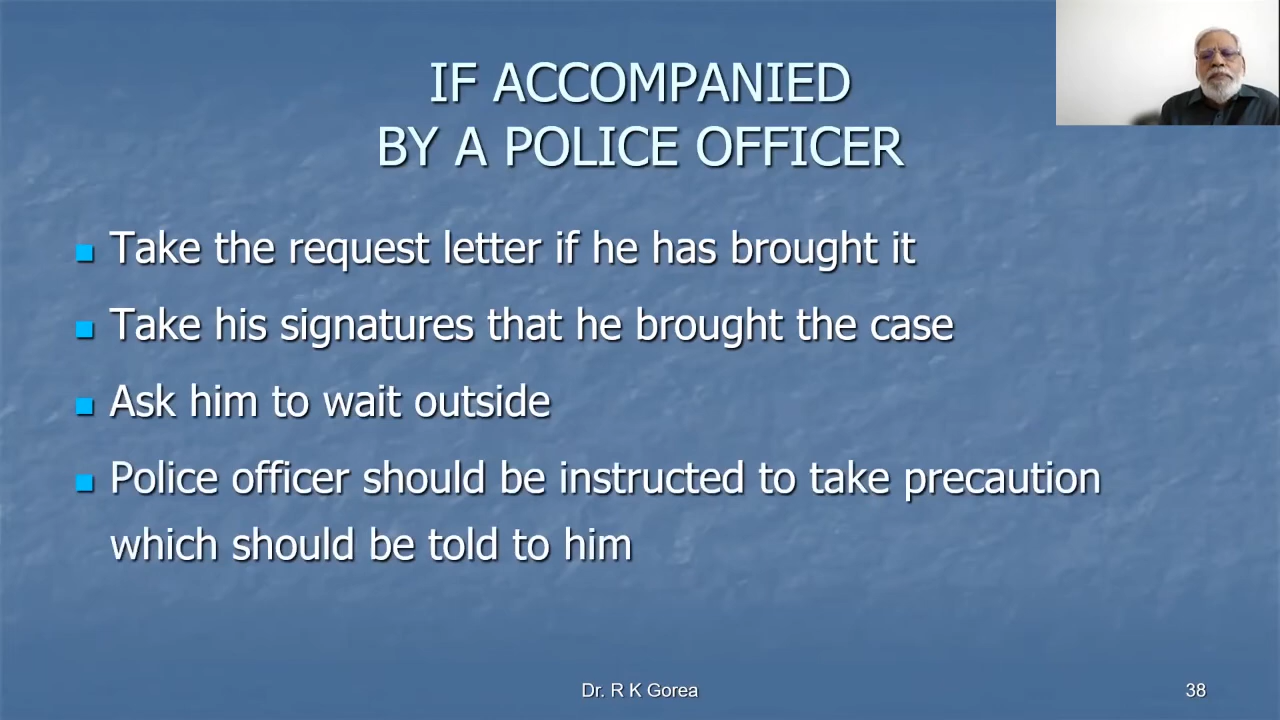 IF ACCOMPANIED
BY A POLICE OFFICER
Take the request letter if he has brought it
Take his signatures that he brought the case
Ask him to wait outside
Police officer should be instructed to take precaution
which should be told to him
Dr. R K Gorea
38